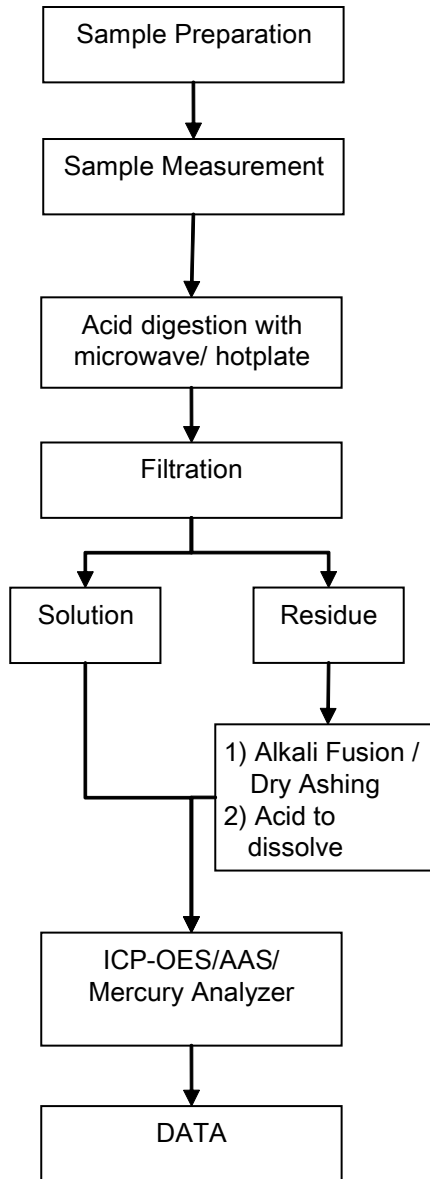 Sample Preparation
Sample Measurement
Acid digestion with
microwave/ hotplate
Filtration
Solution
Residue
1) Alkali Fusion /
Dry Ashing
2) Acid to
dissolve
ICP-OES/AAS/
Mercury Analyzer
DATA